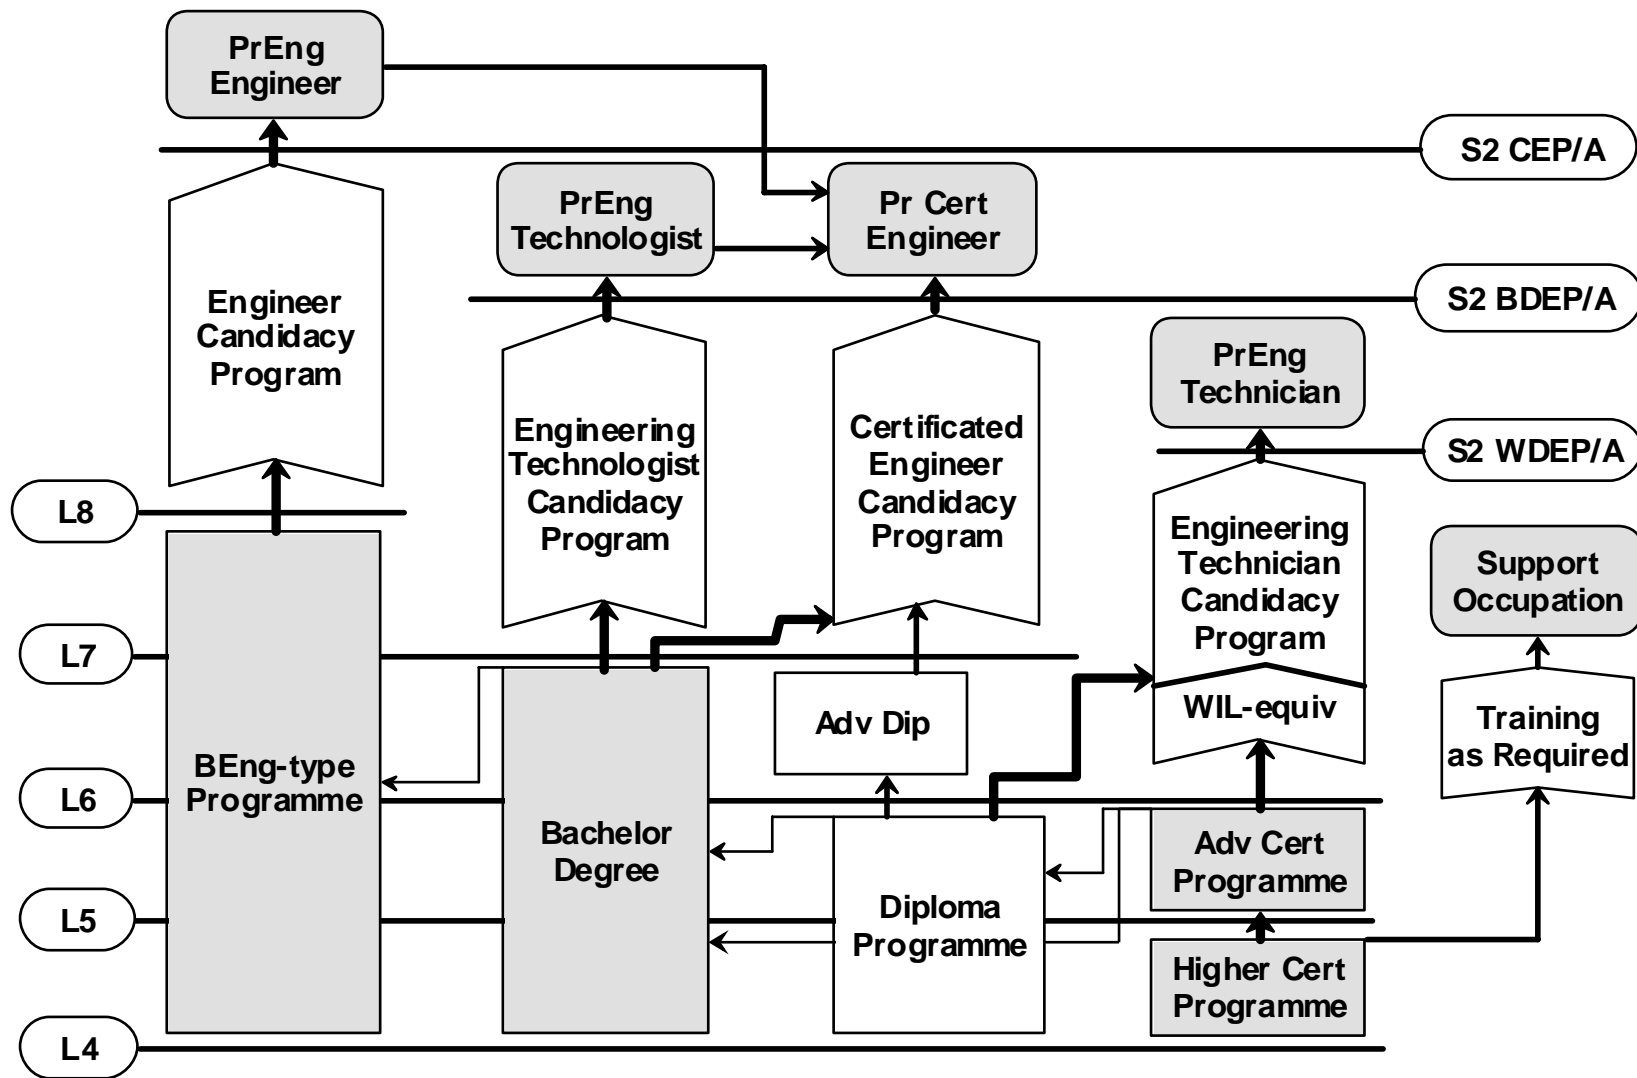 PrEng
Engineer
S2 CEP/A
PrEng
Technologist
Pr Cert
Engineer
Engineer
Candidacy
Program
S2 BDEP/A
PrEng
Technician
Engineering
Technologist
Candidacy
Program
Certificated
Engineer
Candidacy
Program
S2 WDEP/A
L8
Engineering
Technician
Candidacy
Program
Support
Occupation
L7
WIL-equiv
Adv Dip
Training
as Required
BEng-type
Programme
L6
Bachelor
Degree
Adv Cert
Programme
L5
Diploma
Programme
Higher Cert
Programme
L4